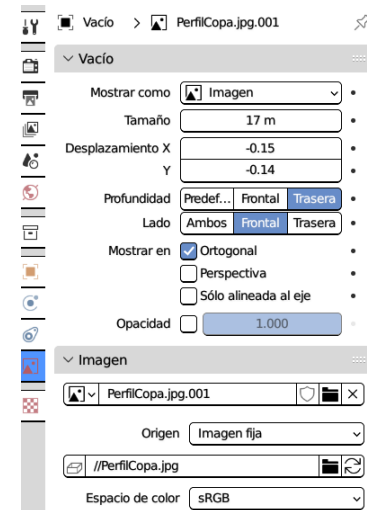 Vacío > PerfilCopa.jpg.001
Vacío
Mostrar como Imagen
Tamaño 17 m
Desplazamiento X -0.15
Y -0.14
Profundidad Predef... Frontal Trasera
Lado Ambos Frontal Trasera
Mostrar en Ortogonal
Perspectiva
Sólo alineada al eje
Opacidad 1.000
Imagen
PerfilCopa.jpg.001
Origen Imagen fija
//PerfilCopa.jpg
Espacio de color sRGB